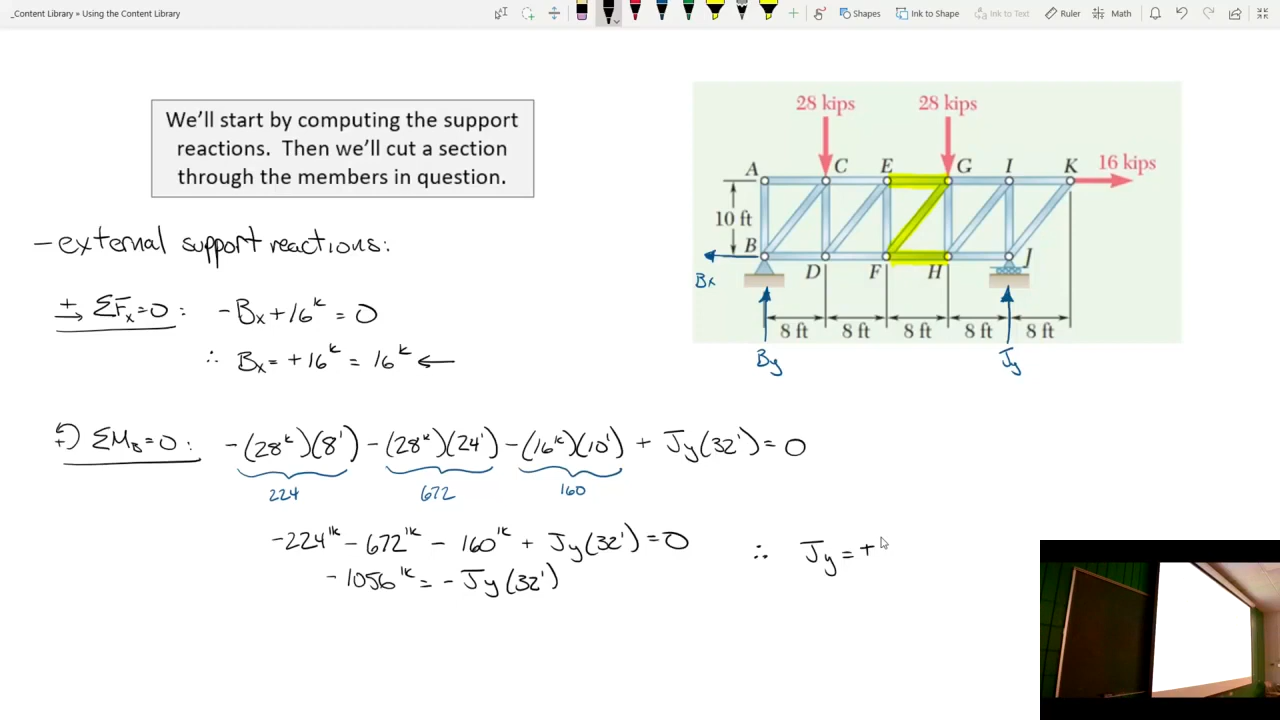 _Content Library » Using the Content Library
Shapes
Ink to Shape
Ink to Text
Ruler
Math
We'll start by computing the support
reactions. Then we'll cut a section
through the members in question.
28 kips
28 kips
A
C
E
G
I
K
16 kips
10 ft
B
D
F
H
J
Bx
8 ft
8 ft
8 ft
8 ft
8 ft
By
Jy
- external support reactions:
+→ ΣFx=0: -Bx+16ᵏ = 0
∴ Bx= +16ᵏ = 16ᵏ ←
+ ΣM_B=0: -(28ᵏ)(8') -(28ᵏ)(24') -(16ᵏ)(10') + Jy(32') = 0
224
672
160
-224'ᵏ - 672'ᵏ - 160'ᵏ + Jy(32') = 0
-1056'ᵏ = - Jy(32')
∴ Jy = +